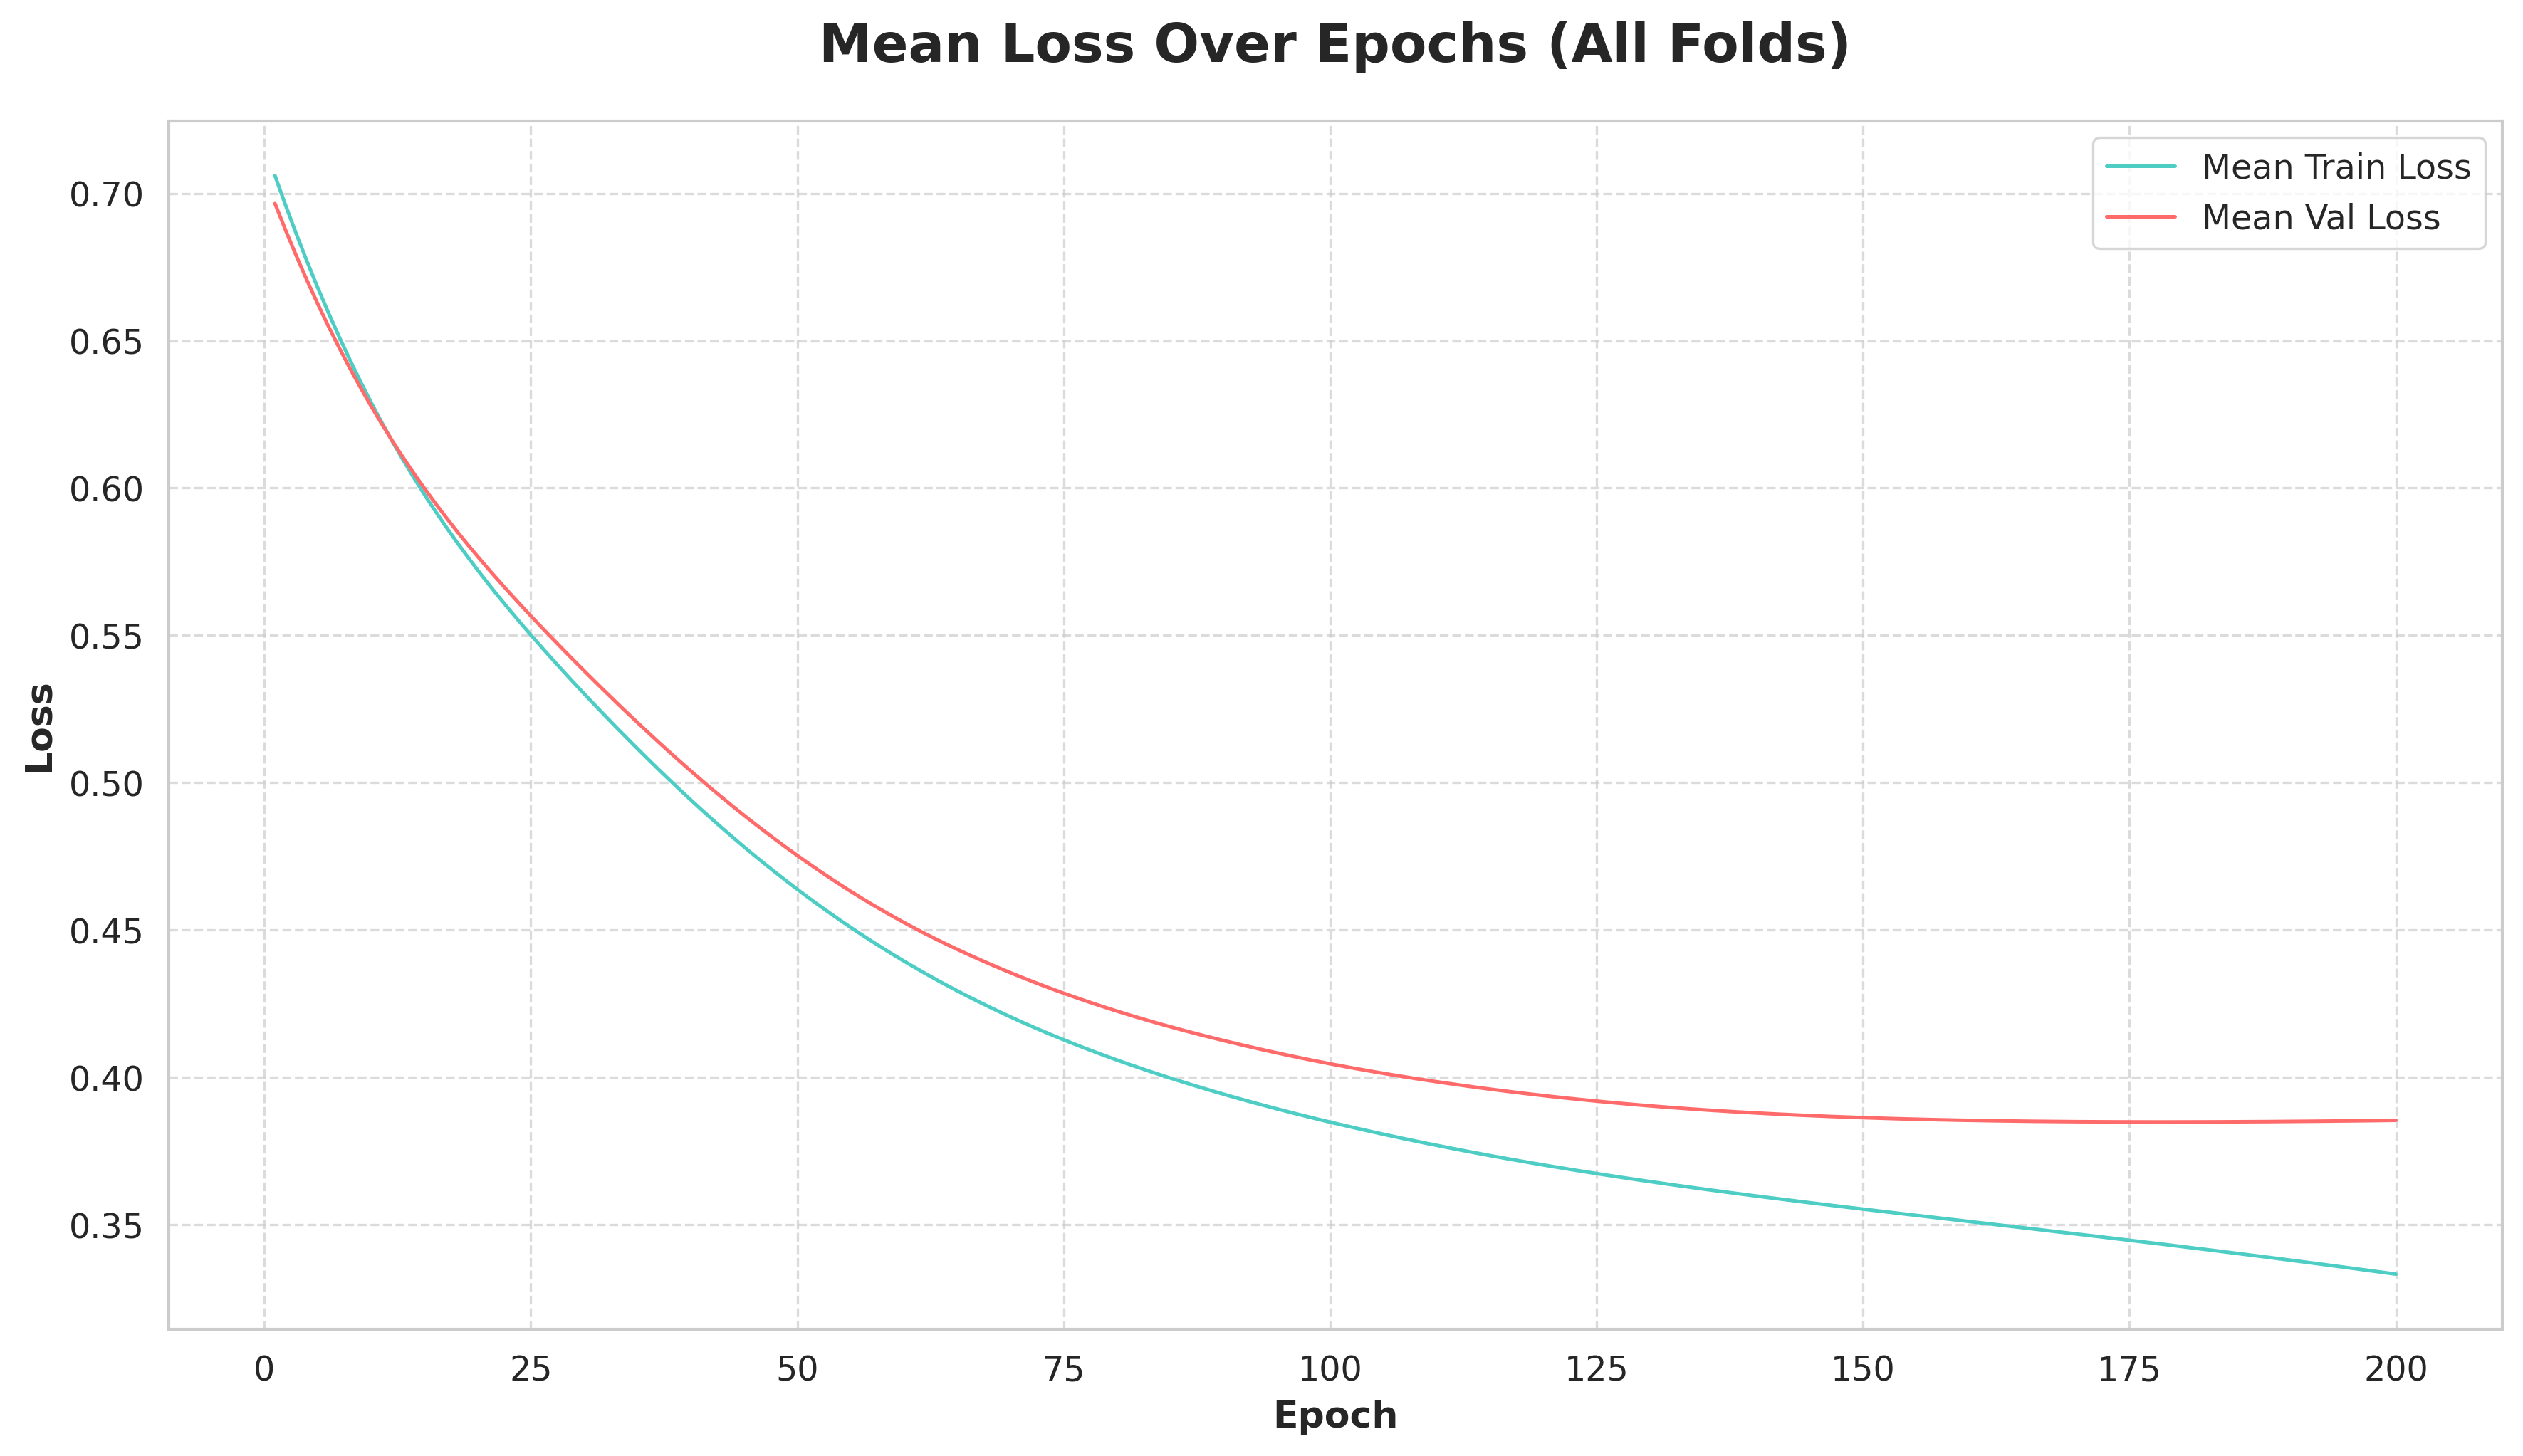 Mean Loss Over Epochs (All Folds)
Mean Train Loss
Mean Val Loss
0.70
0.65
0.60
0.55
0.50
0.45
0.40
0.35
Loss
0 25 50 75 100 125 150 175 200
Epoch